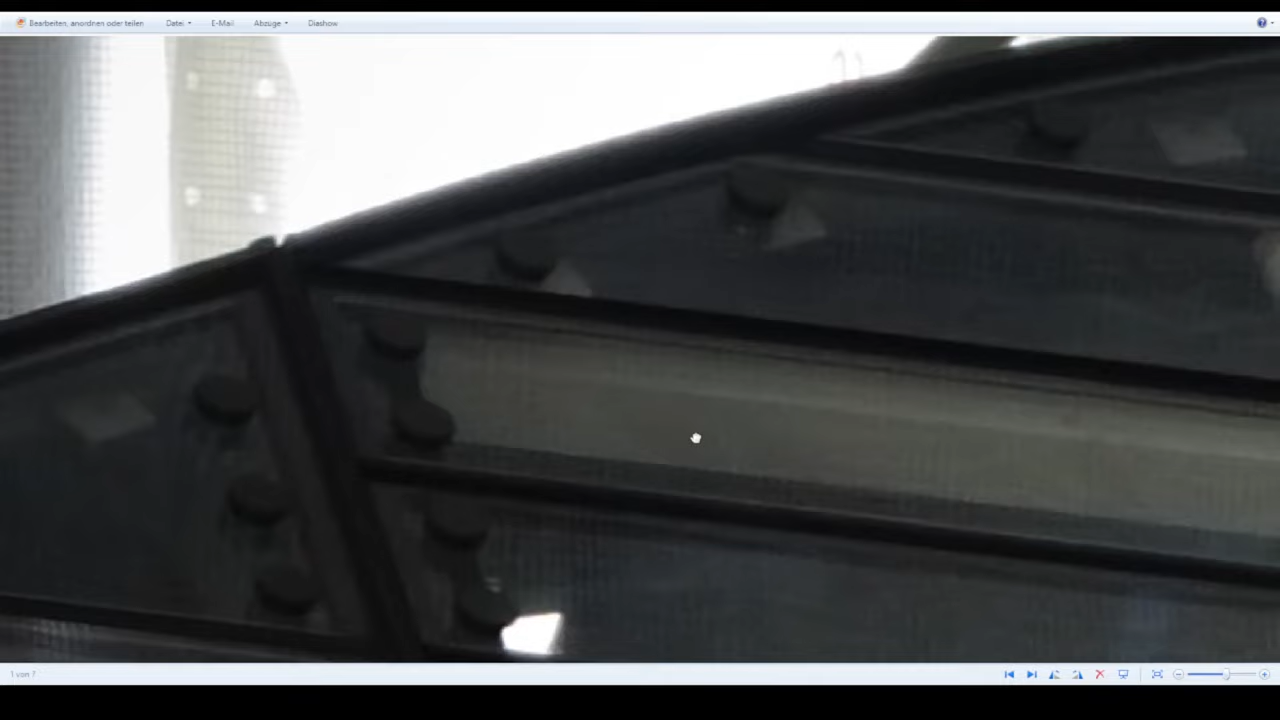 Bearbeiten, anordnen oder teilen Datei E-Mail Abzüge Diashow
1 von 7